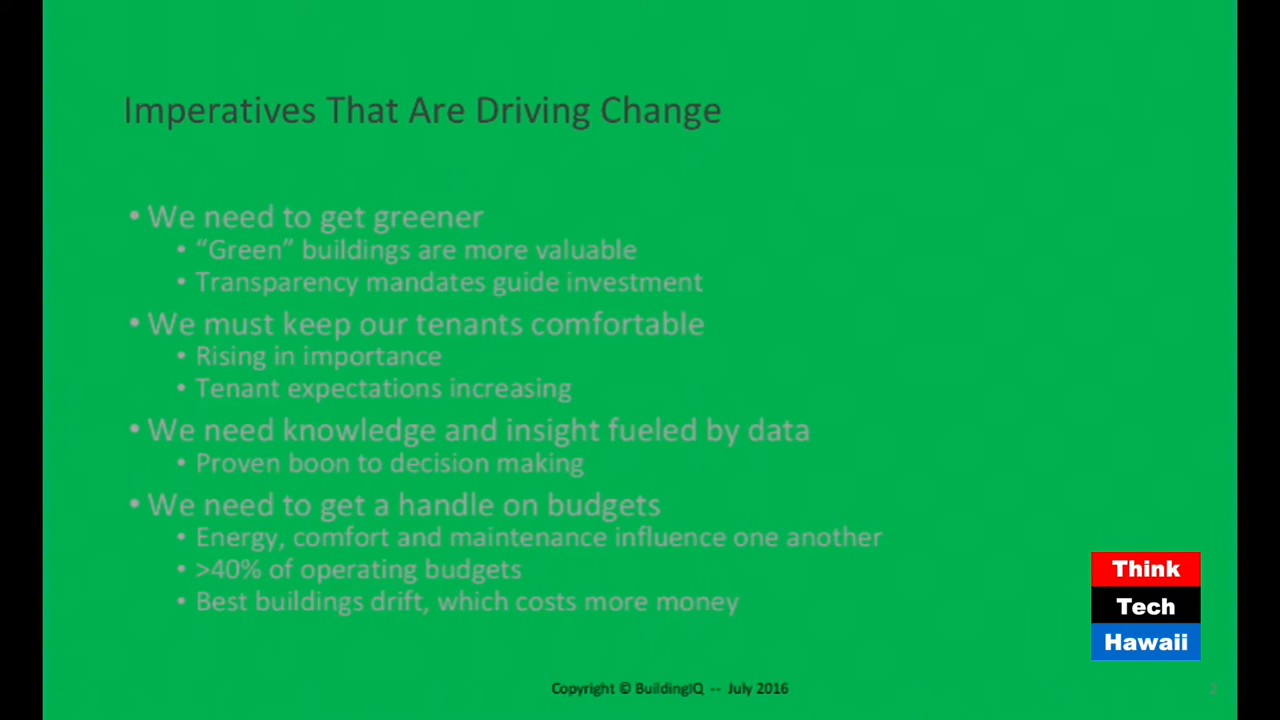 Imperatives That Are Driving Change
• We need to get greener
• “Green” buildings are more valuable
• Transparency mandates guide investment
• We must keep our tenants comfortable
• Rising in importance
• Tenant expectations increasing
• We need knowledge and insight fueled by data
• Proven boon to decision making
• We need to get a handle on budgets
• Energy, comfort and maintenance influence one another
• >40% of operating budgets
• Best buildings drift, which costs more money
Think
Tech
Hawaii
Copyright © BuildingIQ -- July 2016
2